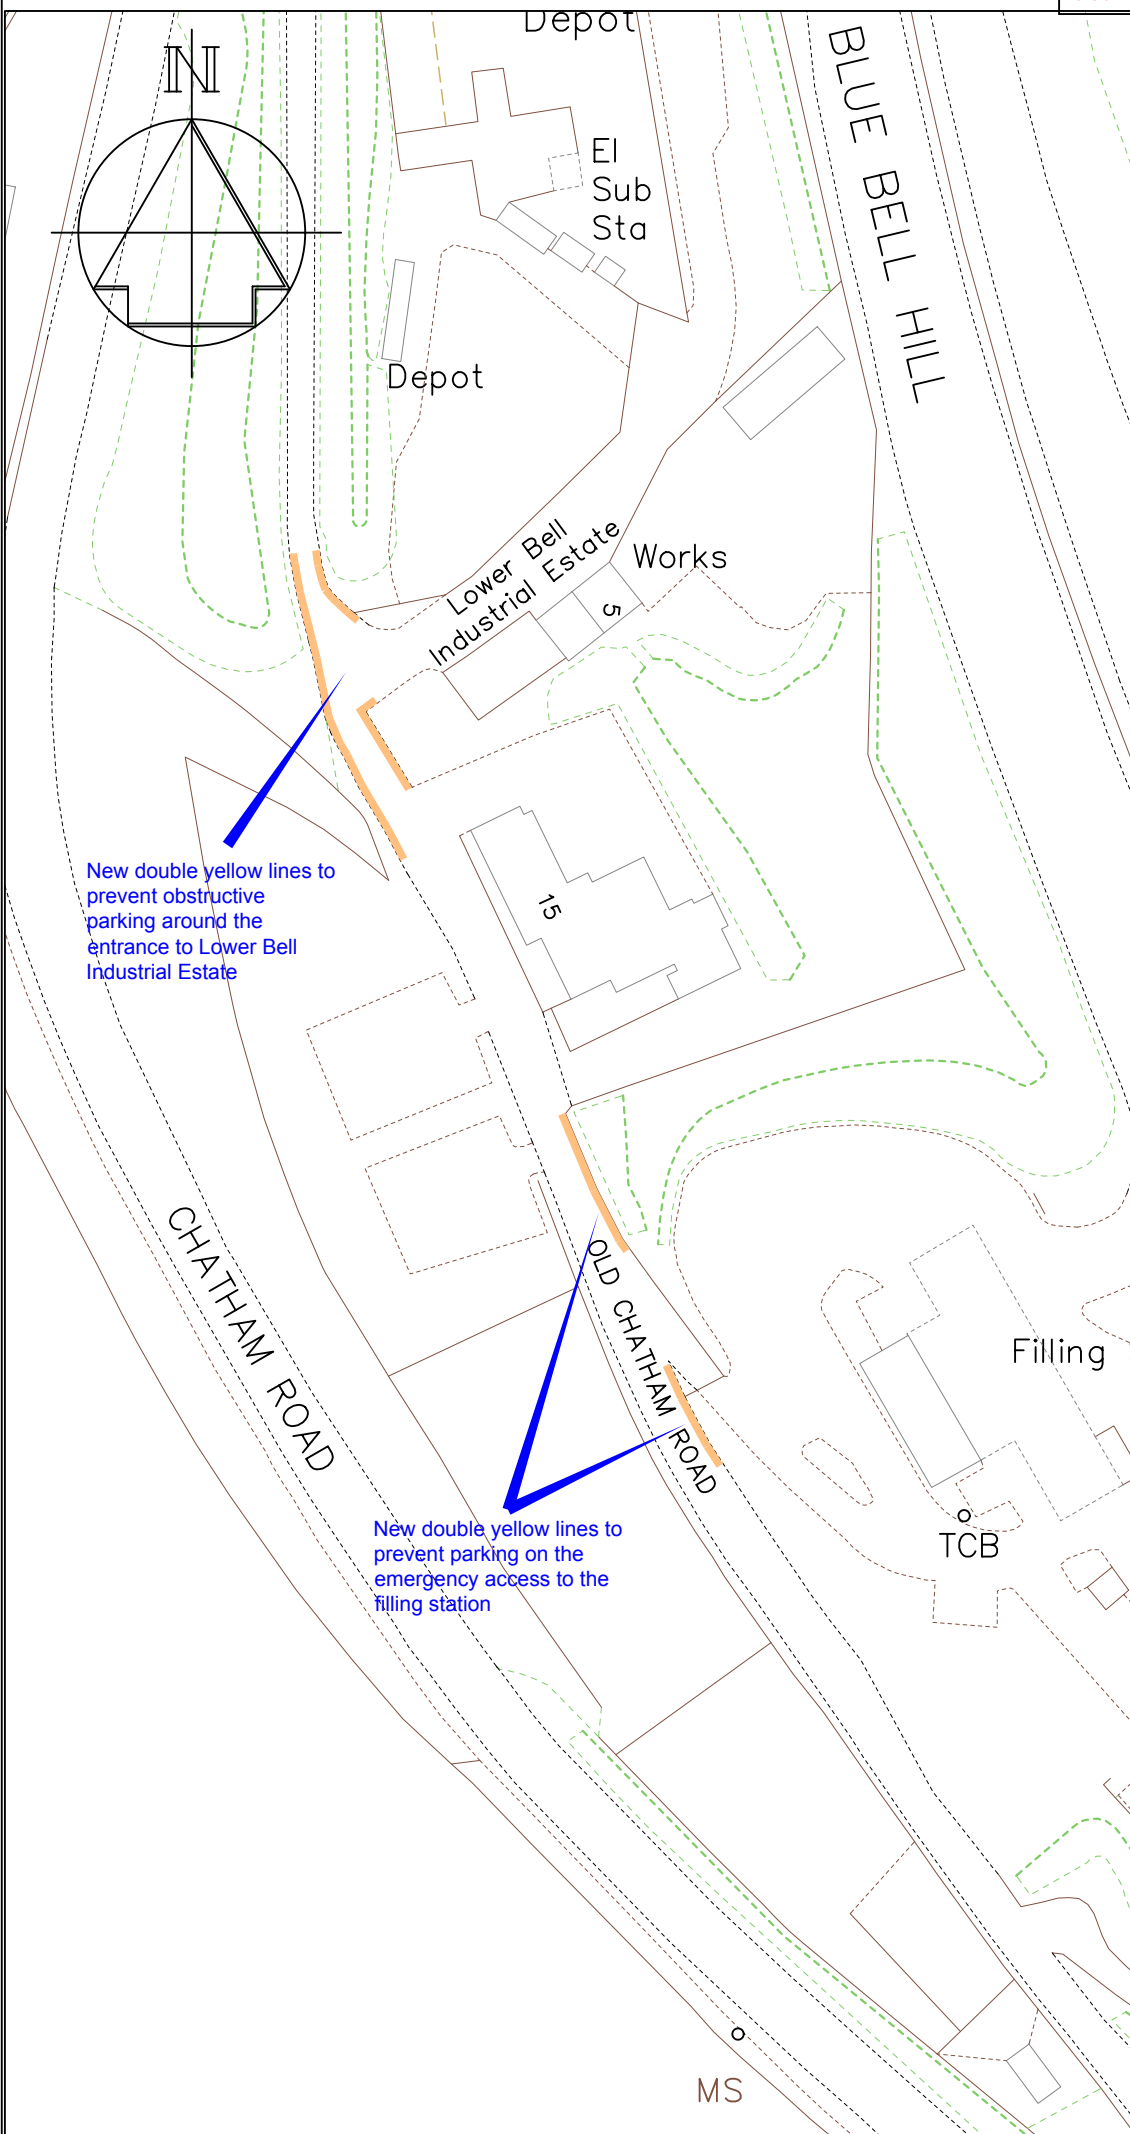 Depot
N
BLUE BELL HILL
El
Sub
Sta
Depot
Lower Bell
Industrial Estate
Works
5
New double yellow lines to
prevent obstructive
parking around the
entrance to Lower Bell
Industrial Estate
15
CHATHAM ROAD
OLD CHATHAM ROAD
Filling
TCB
New double yellow lines to
prevent parking on the
emergency access to the
filling station
MS